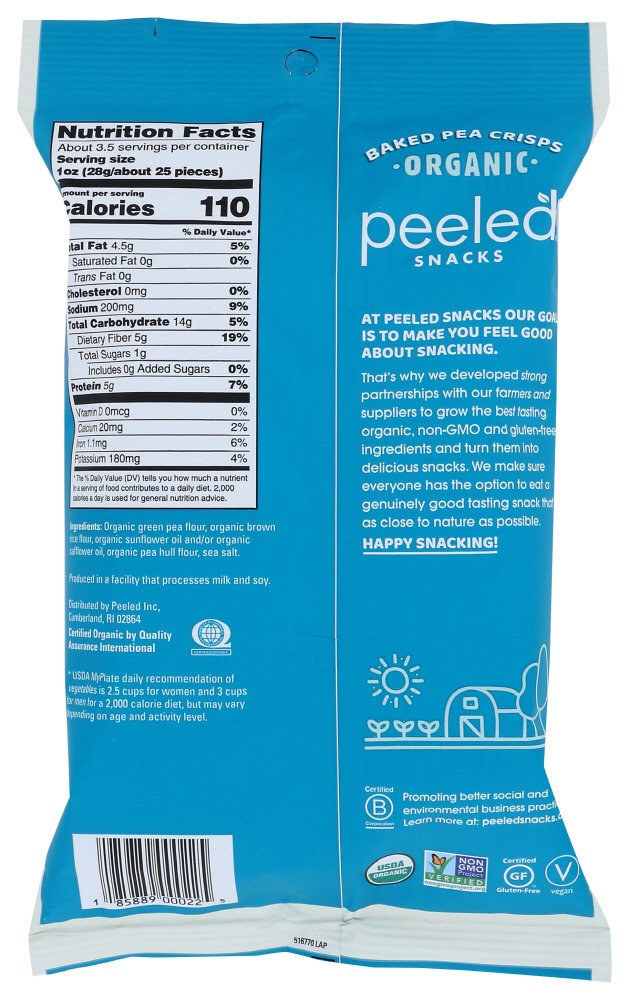 Nutrition Facts
About 3.5 servings per container
Serving size
1oz (28g/about 25 pieces)
mount per serving
Calories 110
% Daily Value*
tal Fat 4.5g 5%
Saturated Fat 0g 0%
Trans Fat 0g
Cholesterol 0mg 0%
Sodium 200mg 9%
Total Carbohydrate 14g 5%
Dietary Fiber 5g 19%
Total Sugars 1g
Includes 0g Added Sugars 0%
Protein 5g 7%
Vitamin D 0mcg 0%
Calcium 20mg 2%
Iron 1.1mg 6%
Potassium 180mg 4%
* The % Daily Value (DV) tells you how much a nutrient
in a serving of food contributes to a daily diet. 2,000
calories a day is used for general nutrition advice.
Ingredients: Organic green pea flour, organic brown
rice flour, organic sunflower oil and/or organic
safflower oil, organic pea hull flour, sea salt.
Produced in a facility that processes milk and soy.
Distributed by Peeled Inc,
Cumberland, RI 02864
Certified Organic by Quality
Assurance International
CERTIFIED ORGANIC
* USDA MyPlate daily recommendation of
vegetables is 2.5 cups for women and 3 cups
for men for a 2,000 calorie diet, but may vary
depending on age and activity level.
1 85889 00022 5
BAKED PEA CRISPS
·ORGANIC·
peeled
SNACKS
AT PEELED SNACKS OUR GOAL
IS TO MAKE YOU FEEL GOOD
ABOUT SNACKING.
That's why we developed strong
partnerships with our farmers and
suppliers to grow the best tasting
organic, non-GMO and gluten-free
ingredients and turn them into
delicious snacks. We make sure
everyone has the option to eat a
genuinely good tasting snack that
as close to nature as possible.
HAPPY SNACKING!
Certified
B
Corporation
Promoting better social and
environmental business practi
Learn more at: peeledsnacks.c
USDA
ORGANIC
NON
GMO
Project
VERIFIED
nongmoproject.org
Certified
GF
Gluten-Free
V
vegan
516770 LAP